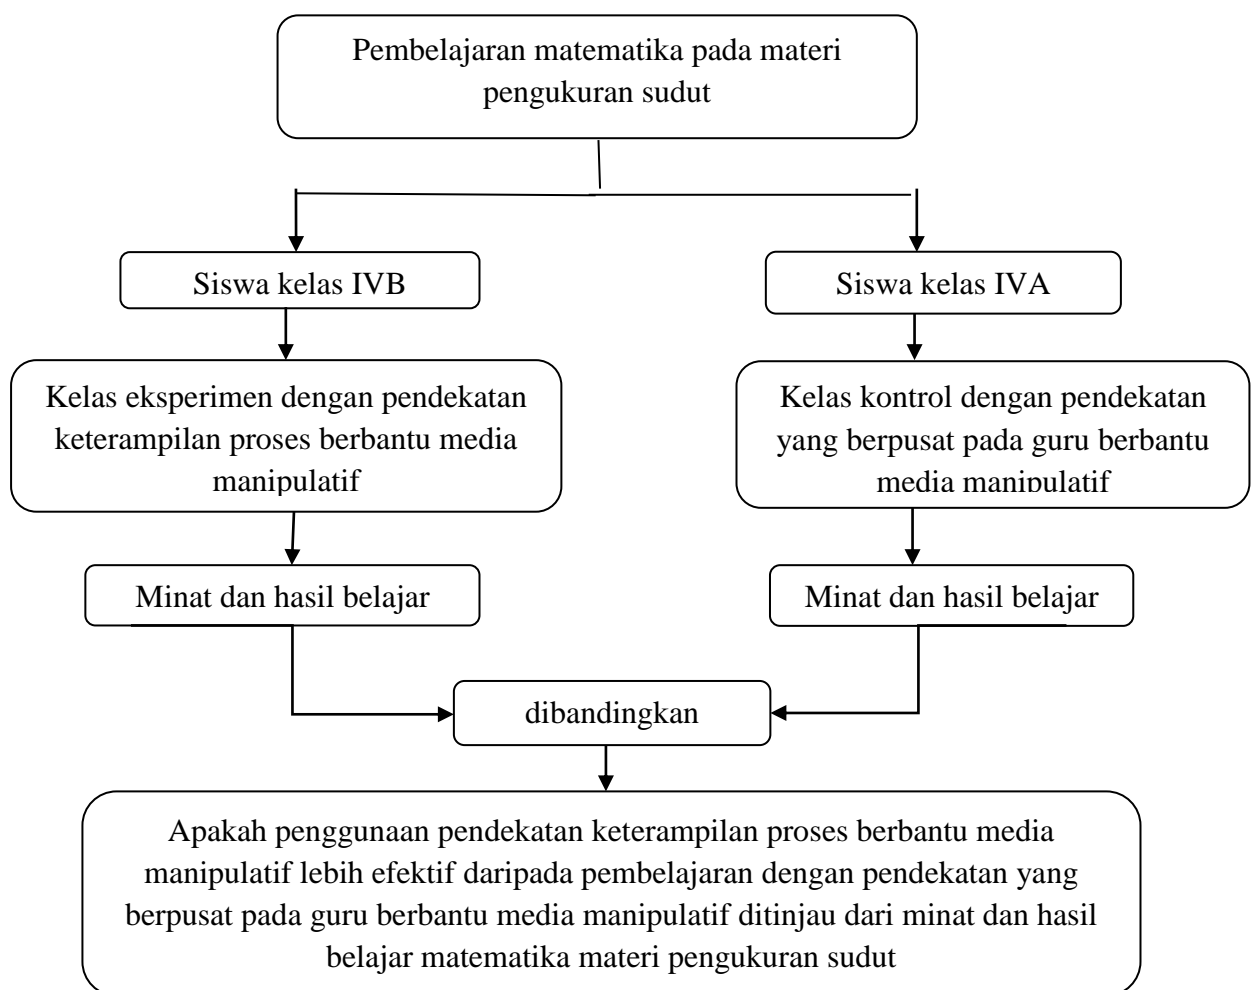 Pembelajaran matematika pada materi
pengukuran sudut
Siswa kelas IVB
Siswa kelas IVA
Kelas eksperimen dengan pendekatan
keterampilan proses berbantu media
manipulatif
Kelas kontrol dengan pendekatan
yang berpusat pada guru berbantu
media manipulatif
Minat dan hasil belajar
Minat dan hasil belajar
dibandingkan
Apakah penggunaan pendekatan keterampilan proses berbantu media
manipulatif lebih efektif daripada pembelajaran dengan pendekatan yang
berpusat pada guru berbantu media manipulatif ditinjau dari minat dan hasil
belajar matematika materi pengukuran sudut